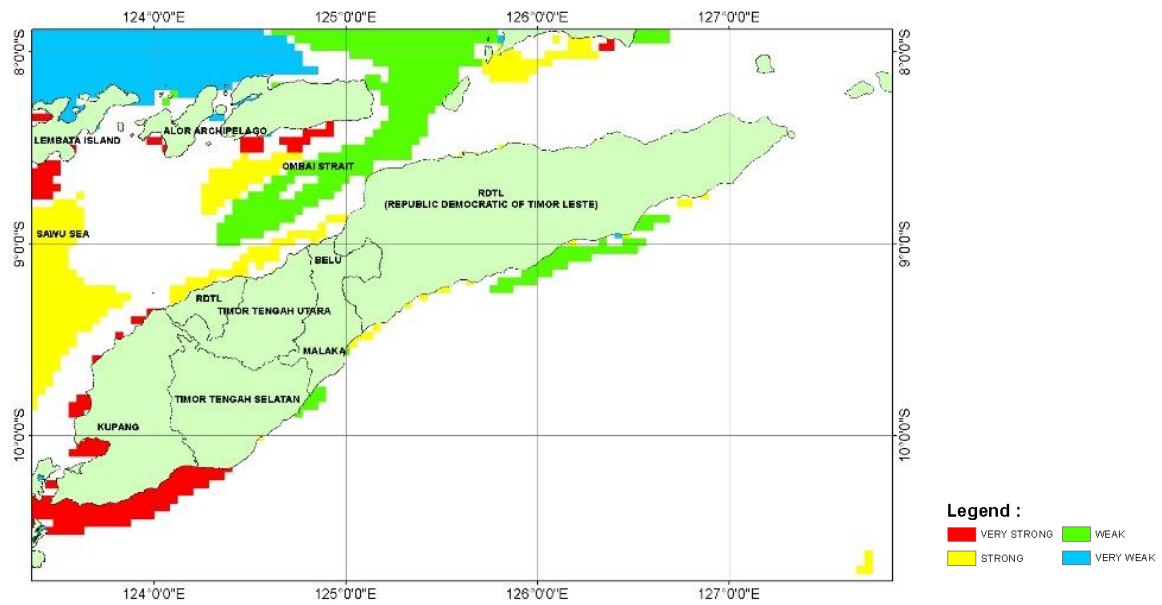 124°0'0"E 125°0'0"E 126°0'0"E 127°0'0"E
8°0'0"S 8°0'0"S
LEMBATA ISLAND
ALOR ARCHIPELAGO
OMBAI STRAIT
RDTL
(REPUBLIC DEMOCRATIC OF TIMOR LESTE)
SAWU SEA
9°0'0"S 9°0'0"S
BELU
RDTL
TIMOR TENGAH UTARA
MALAKA
TIMOR TENGAH SELATAN
KUPANG
10°0'0"S 10°0'0"S
124°0'0"E 125°0'0"E 126°0'0"E 127°0'0"E
Legend :
VERY STRONG WEAK
STRONG VERY WEAK